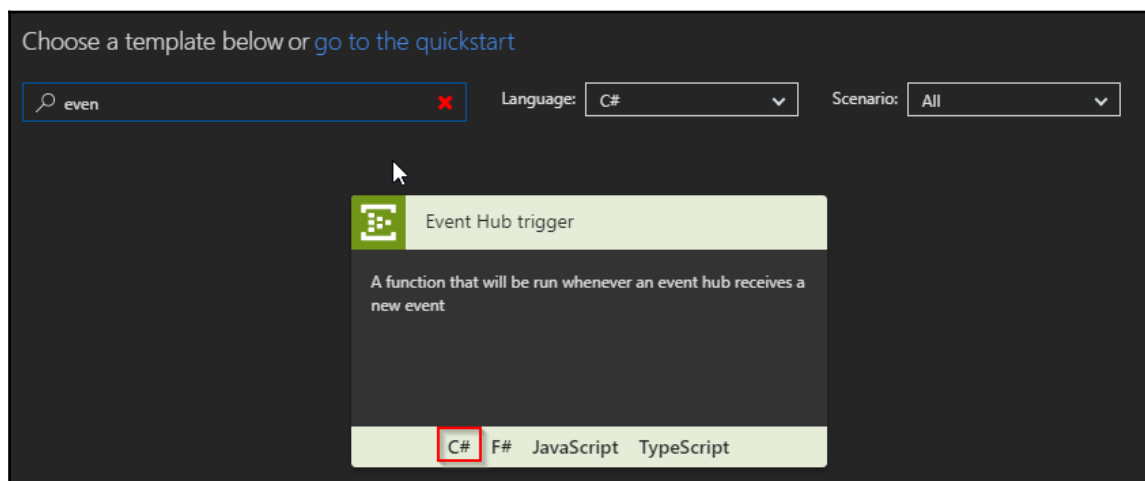 Choose a template below or go to the quickstart
even
Language: C#
Scenario: All
Event Hub trigger
A function that will be run whenever an event hub receives a
new event
C# F# JavaScript TypeScript